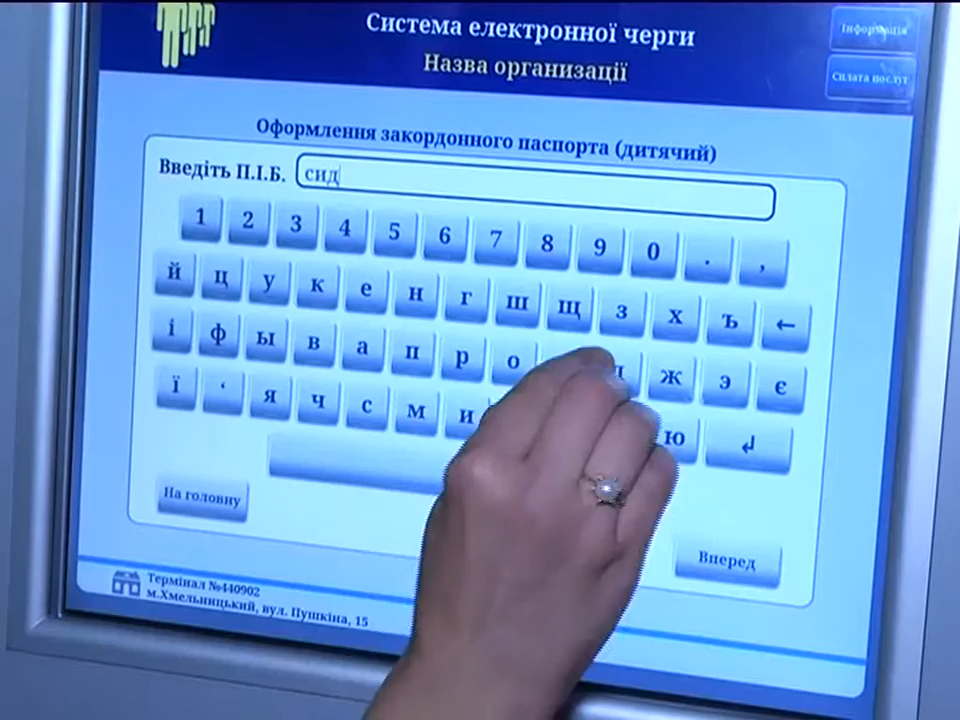 Система електронної черги
Назва организації
Інформація
Сплата послуг
Оформлення закордонного паспорта (дитячий)
Введіть П.І.Б. сид
1 2 3 4 5 6 7 8 9 0 . ,
й ц у к е н г ш щ з х ъ ←
і ф ы в а п р о ж э є
ї ‘ я ч с м и ю ↲
На головну
Вперед
Термінал №440902
м.Хмельницький, вул. Пушкіна, 15